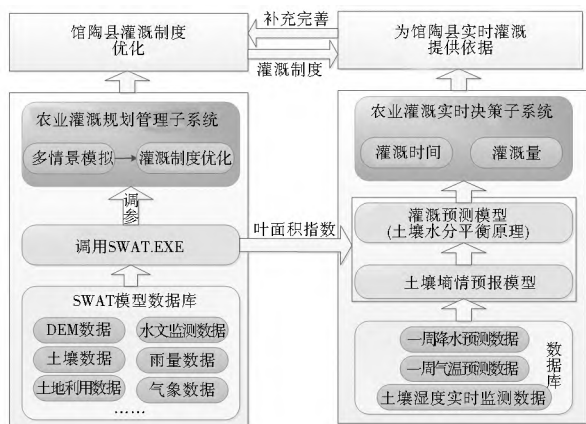 馆陶县灌溉制度
优化
补充完善
灌溉制度
为馆陶县实时灌溉
提供依据
农业灌溉规划管理子系统
多情景模拟
灌溉制度优化
调参
调用SWAT.EXE
SWAT模型数据库
DEM数据
水文监测数据
土壤数据
雨量数据
土地利用数据
气象数据
……
叶面积指数
农业灌溉实时决策子系统
灌溉时间
灌溉量
灌溉预测模型
(土壤水分平衡原理)
土壤墒情预报模型
一周降水预测数据
一周气温预测数据
土壤湿度实时监测数据
数据库